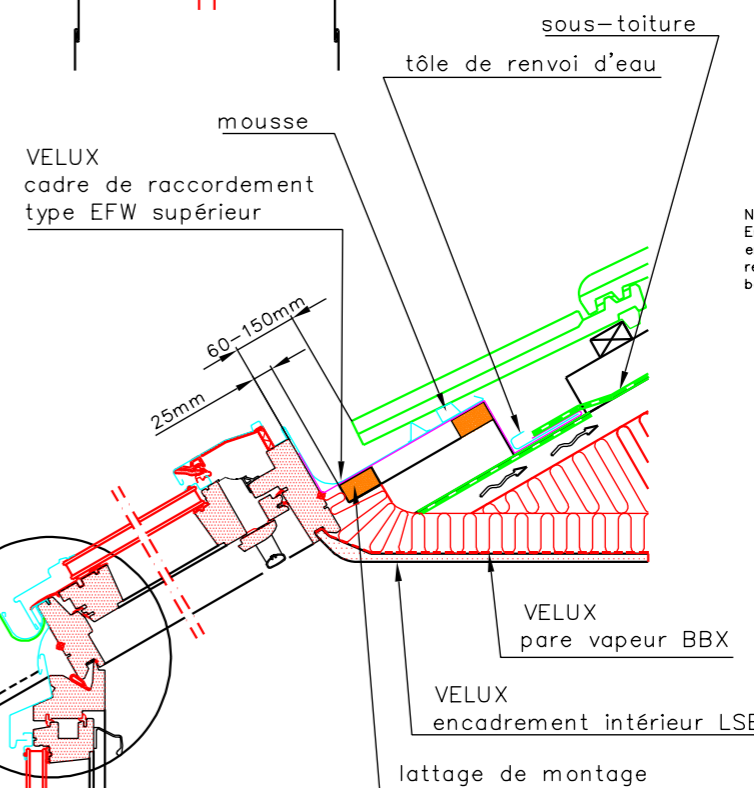 sous-toiture
tôle de renvoi d'eau
mousse
VELUX
cadre de raccordement
type EFW supérieur
60-150mm
25mm
VELUX
pare vapeur BBX
VELUX
encadrement intérieur
lattage de montage